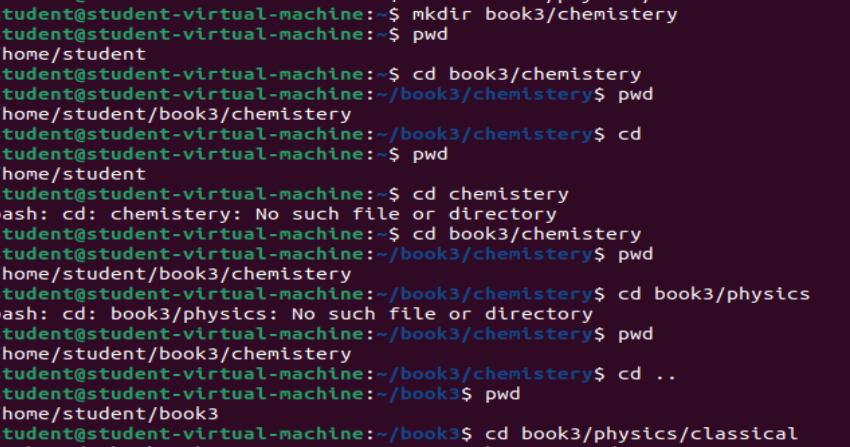 tudent@student-virtual-machine:~$ mkdir book3/chemistery
tudent@student-virtual-machine:~$ pwd
/home/student
tudent@student-virtual-machine:~$ cd book3/chemistery
tudent@student-virtual-machine:~/book3/chemistery$ pwd
/home/student/book3/chemistery
tudent@student-virtual-machine:~/book3/chemistery$ cd
tudent@student-virtual-machine:~$ pwd
/home/student
tudent@student-virtual-machine:~$ cd chemistery
ash: cd: chemistery: No such file or directory
tudent@student-virtual-machine:~$ cd book3/chemistery
tudent@student-virtual-machine:~/book3/chemistery$ pwd
/home/student/book3/chemistery
tudent@student-virtual-machine:~/book3/chemistery$ cd book3/physics
ash: cd: book3/physics: No such file or directory
tudent@student-virtual-machine:~/book3/chemistery$ pwd
/home/student/book3/chemistery
tudent@student-virtual-machine:~/book3/chemistery$ cd ..
tudent@student-virtual-machine:~/book3$ pwd
/home/student/book3
tudent@student-virtual-machine:~/book3$ cd book3/physics/classical